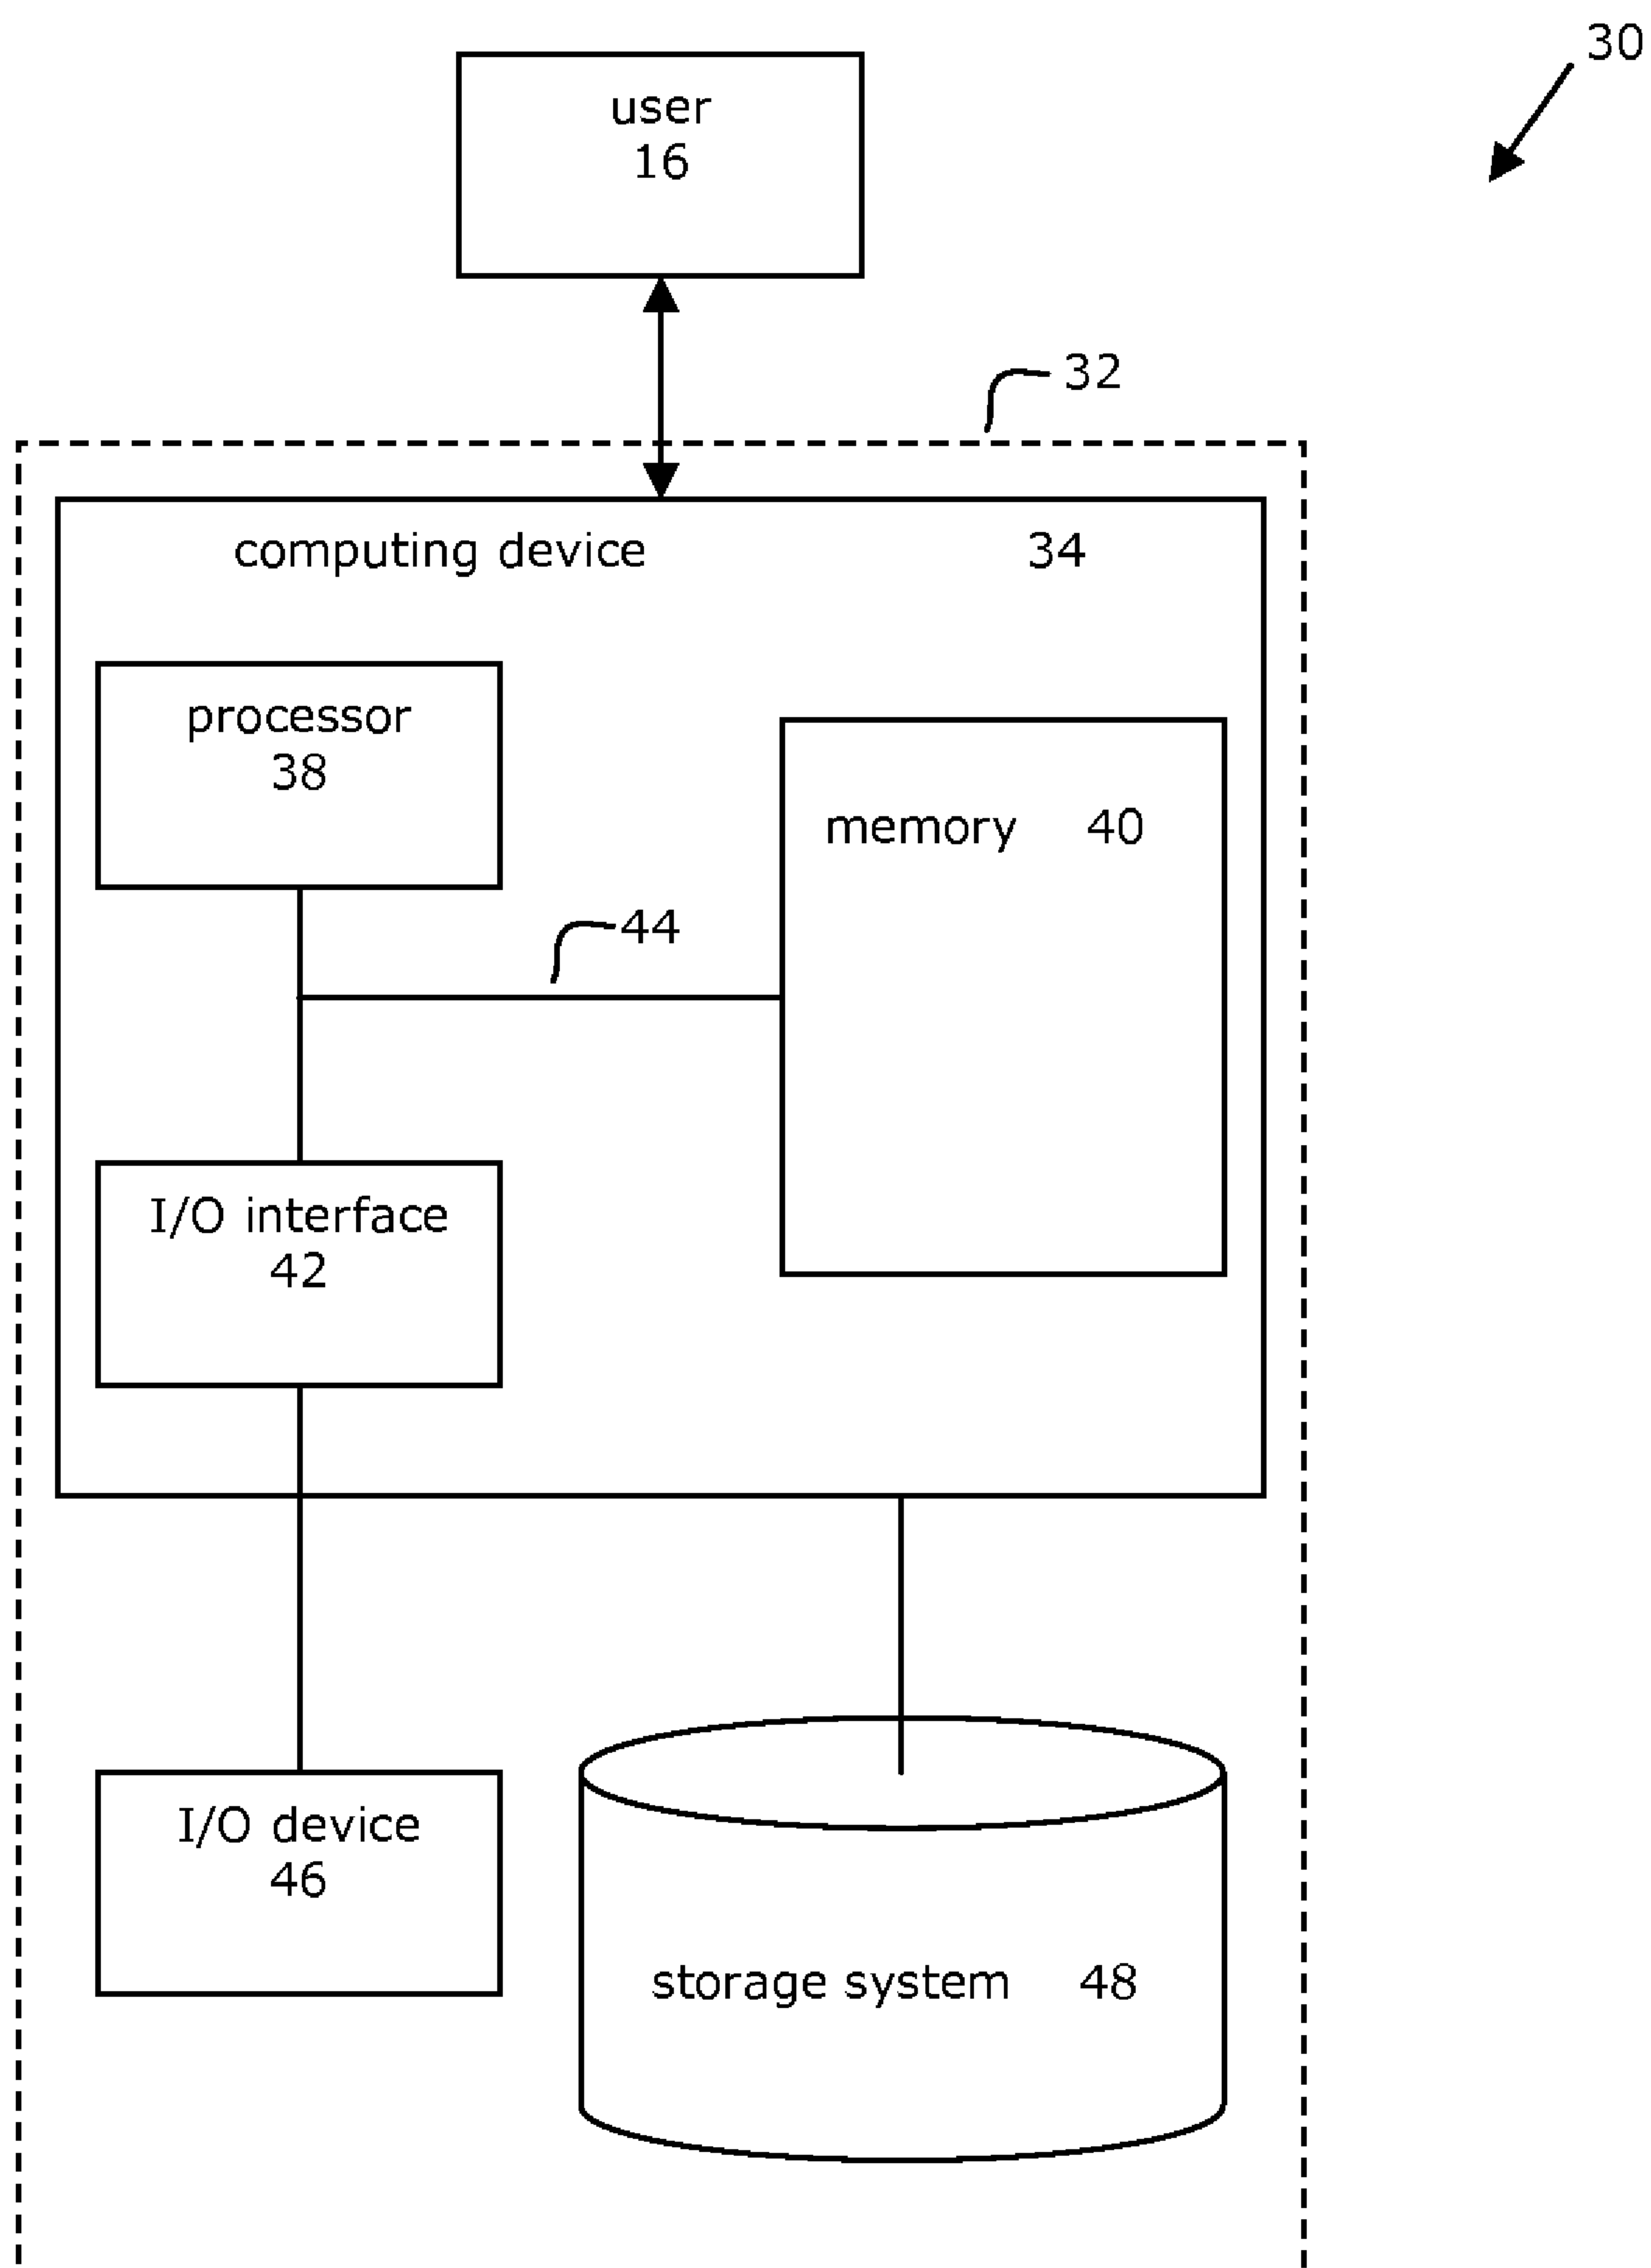 30
user
16
32
computing device 34
processor
38
memory 40
44
I/O interface
42
I/O device
46
storage system 48